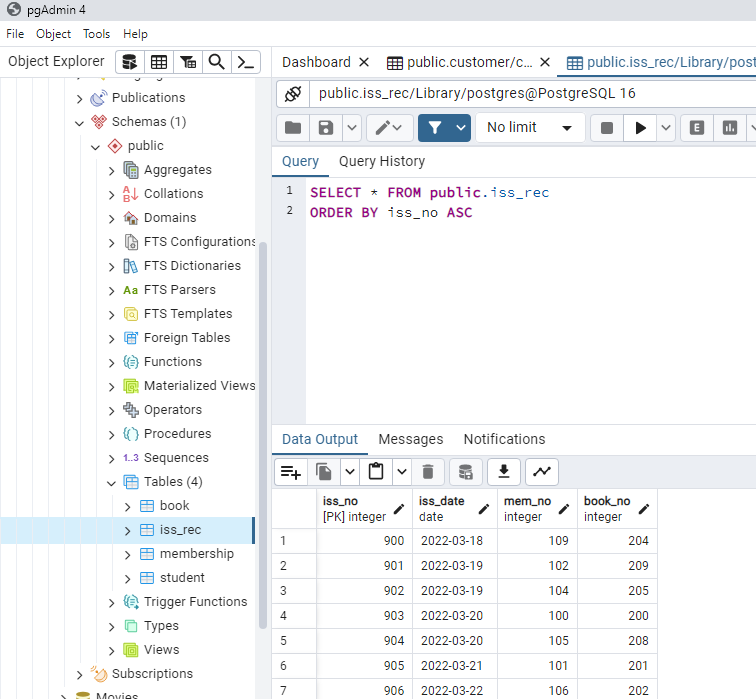 pgAdmin 4
File Object Tools Help
Object Explorer
Dashboard
public.customer/c...
public.iss_rec/Library/post
public.iss_rec/Library/postgres@PostgreSQL 16
No limit
E
Query Query History
1 SELECT * FROM public.iss_rec
2 ORDER BY iss_no ASC
Publications
Schemas (1)
public
Aggregates
Collations
Domains
FTS Configurations
FTS Dictionaries
Aa FTS Parsers
FTS Templates
Foreign Tables
Functions
Materialized Views
Operators
Procedures
1..3 Sequences
Tables (4)
book
iss_rec
membership
student
Trigger Functions
Types
Views
Subscriptions
Movies
Data Output Messages Notifications
iss_no iss_date mem_no book_no
[PK] integer date integer integer
1 900 2022-03-18 109 204
2 901 2022-03-19 102 209
3 902 2022-03-19 104 205
4 903 2022-03-20 100 200
5 904 2022-03-20 105 208
6 905 2022-03-21 101 201
7 906 2022-03-22 106 202